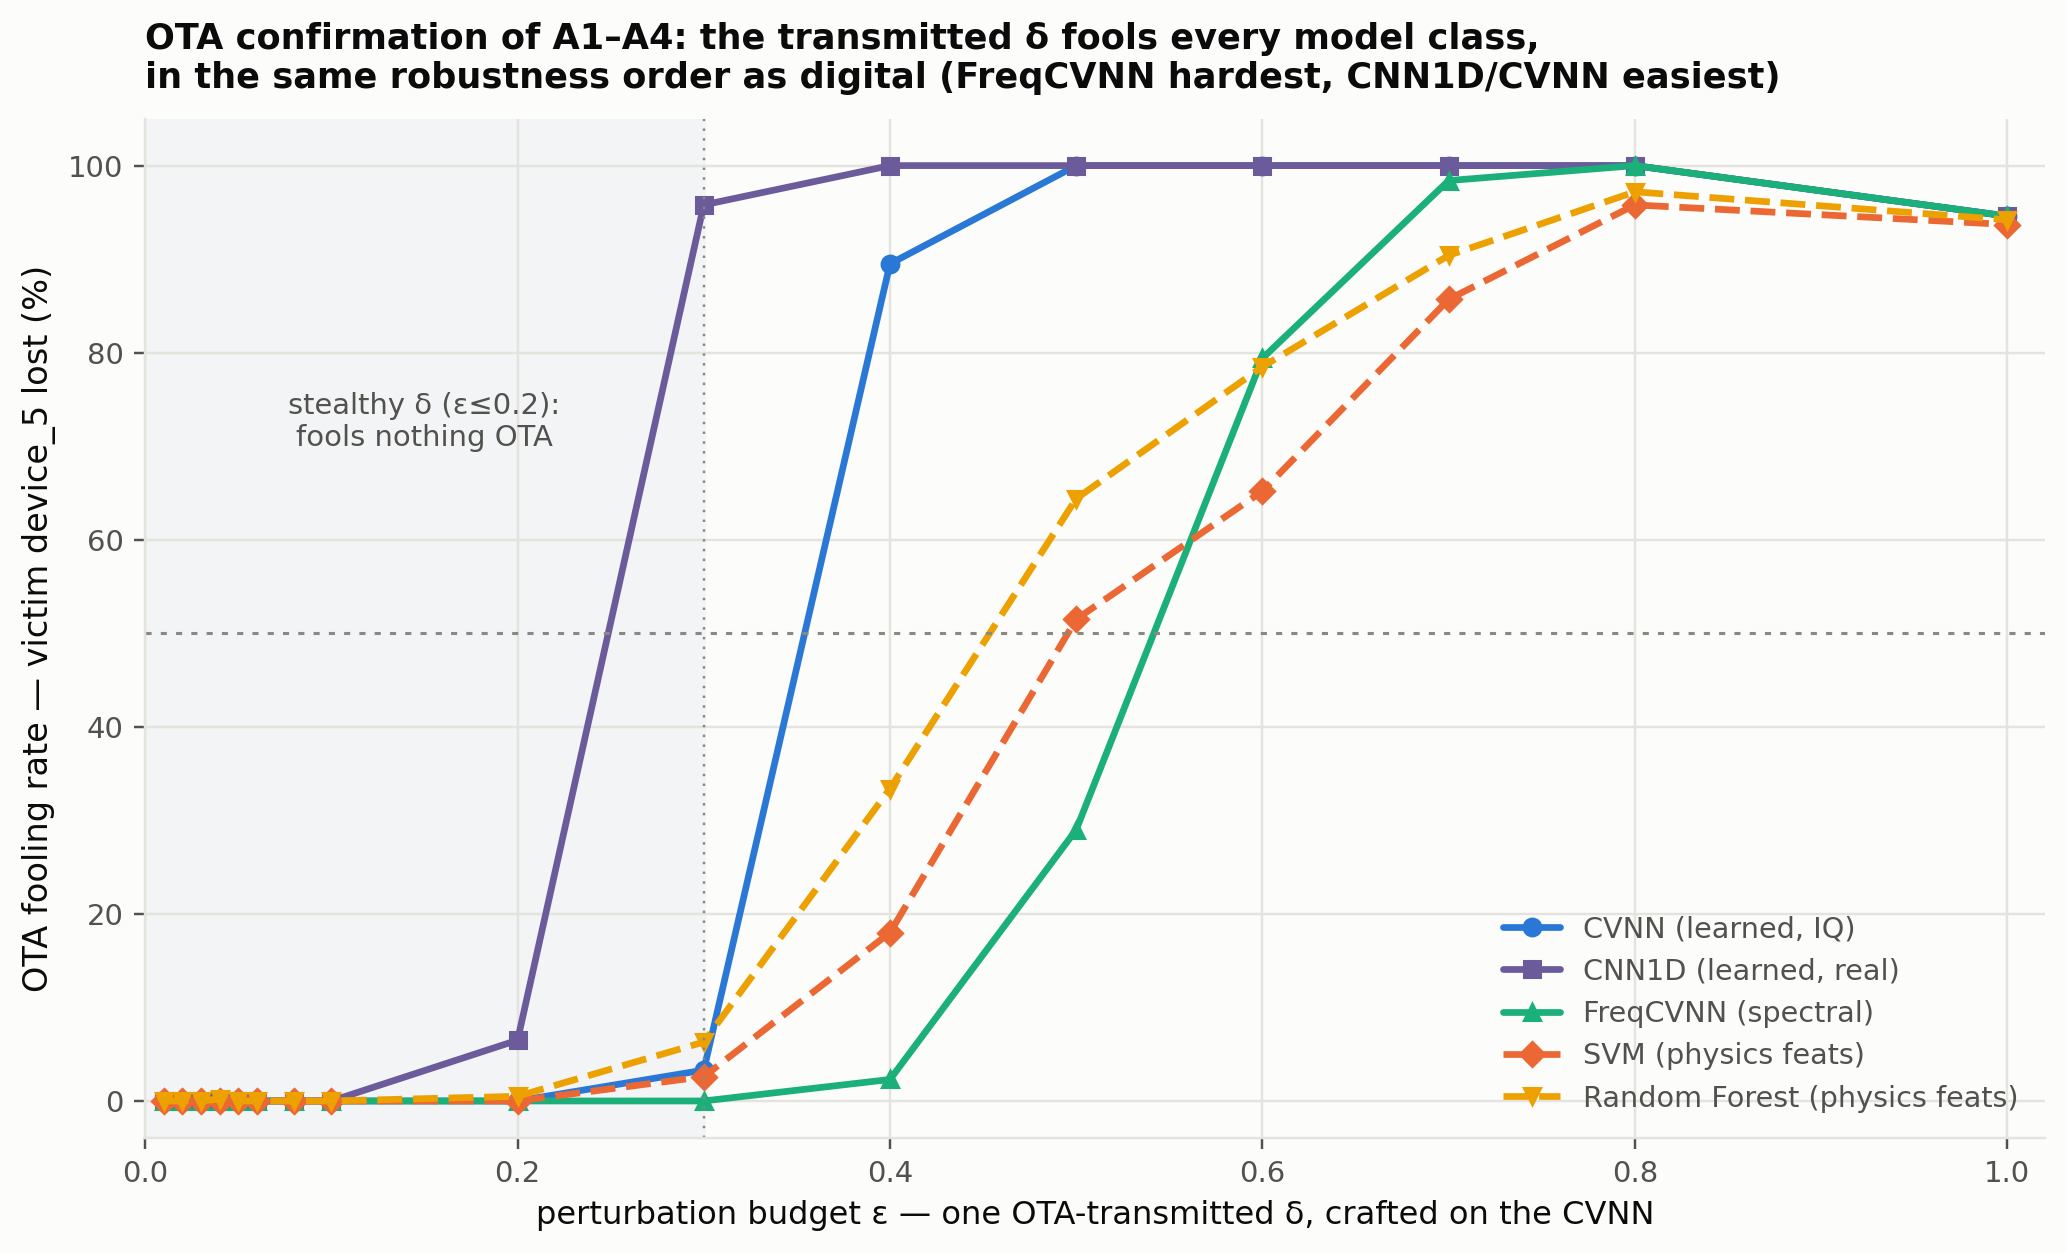 OTA confirmation of A1–A4: the transmitted δ fools every model class,
in the same robustness order as digital (FreqCVNN hardest, CNN1D/CVNN easiest)
OTA fooling rate — victim device_5 lost (%)
100
80
60
40
20
0
stealthy δ (ε≤0.2):
fools nothing OTA
CVNN (learned, IQ)
CNN1D (learned, real)
FreqCVNN (spectral)
SVM (physics feats)
Random Forest (physics feats)
0.0 0.2 0.4 0.6 0.8 1.0
perturbation budget ε — one OTA-transmitted δ, crafted on the CVNN